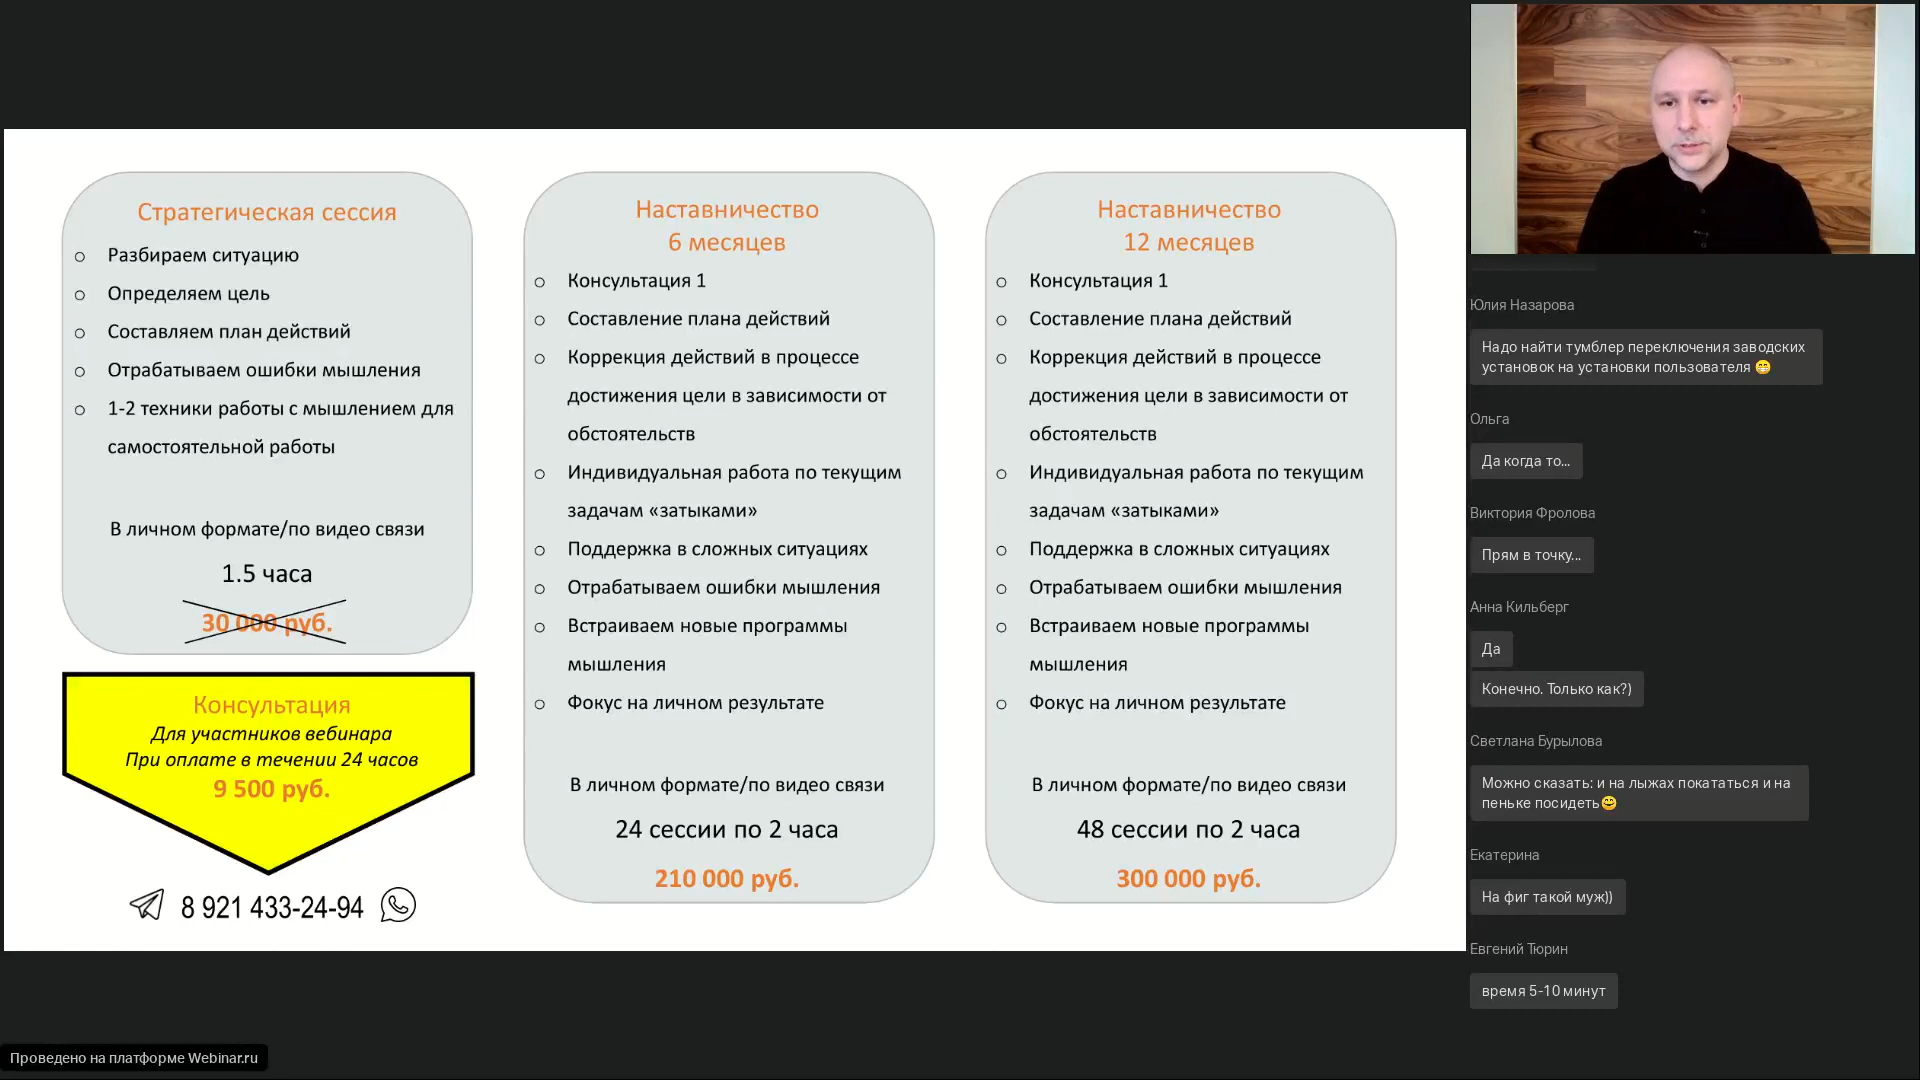 Стратегическая сессия
Разбираем ситуацию
Определяем цель
Составляем план действий
Отрабатываем ошибки мышления
1-2 техники работы с мышлением для
самостоятельной работы
В личном формате/по видео связи
1.5 часа
30 000 руб.
Консультация
Для участников вебинара
При оплате в течении 24 часов
9 500 руб.
8 921 433-24-94
Наставничество
6 месяцев
Консультация 1
Составление плана действий
Коррекция действий в процессе
достижения цели в зависимости от
обстоятельств
Индивидуальная работа по текущим
задачам «затыками»
Поддержка в сложных ситуациях
Отрабатываем ошибки мышления
Встраиваем новые программы
мышления
Фокус на личном результате
В личном формате/по видео связи
24 сессии по 2 часа
210 000 руб.
Наставничество
12 месяцев
Консультация 1
Составление плана действий
Коррекция действий в процессе
достижения цели в зависимости от
обстоятельств
Индивидуальная работа по текущим
задачам «затыками»
Поддержка в сложных ситуациях
Отрабатываем ошибки мышления
Встраиваем новые программы
мышления
Фокус на личном результате
В личном формате/по видео связи
48 сессии по 2 часа
300 000 руб.
Юлия Назарова
Надо найти тумблер переключения заводских
установок на установки пользователя 😁
Ольга
Да когда то...
Виктория Фролова
Прям в точку...
Анна Кильберг
Да
Конечно. Только как?)
Светлана Бурылова
Можно сказать: и на лыжах покататься и на
пеньке посидеть😊
Екатерина
На фиг такой муж))
Евгений Тюрин
время 5-10 минут
Проведено на платформе Webinar.ru